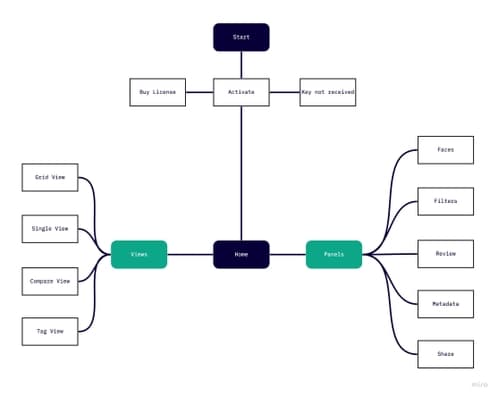 Start
Buy License
Activate
Key not received
Faces
Grid View
Filters
Single View
Views
Home
Panels
Review
Compare View
Metadata
Tag View
Share
miro